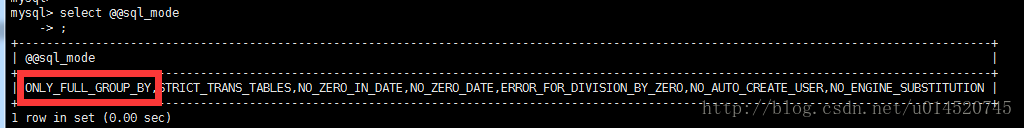 mysql> select @@sql_mode
    -> ;
| @@sql_mode |
| ONLY_FULL_GROUP_BY,STRICT_TRANS_TABLES,NO_ZERO_IN_DATE,NO_ZERO_DATE,ERROR_FOR_DIVISION_BY_ZERO,NO_AUTO_CREATE_USER,NO_ENGINE_SUBSTITUTION |
http://blog.csdn.net/u014520745
1 row in set (0.00 sec)